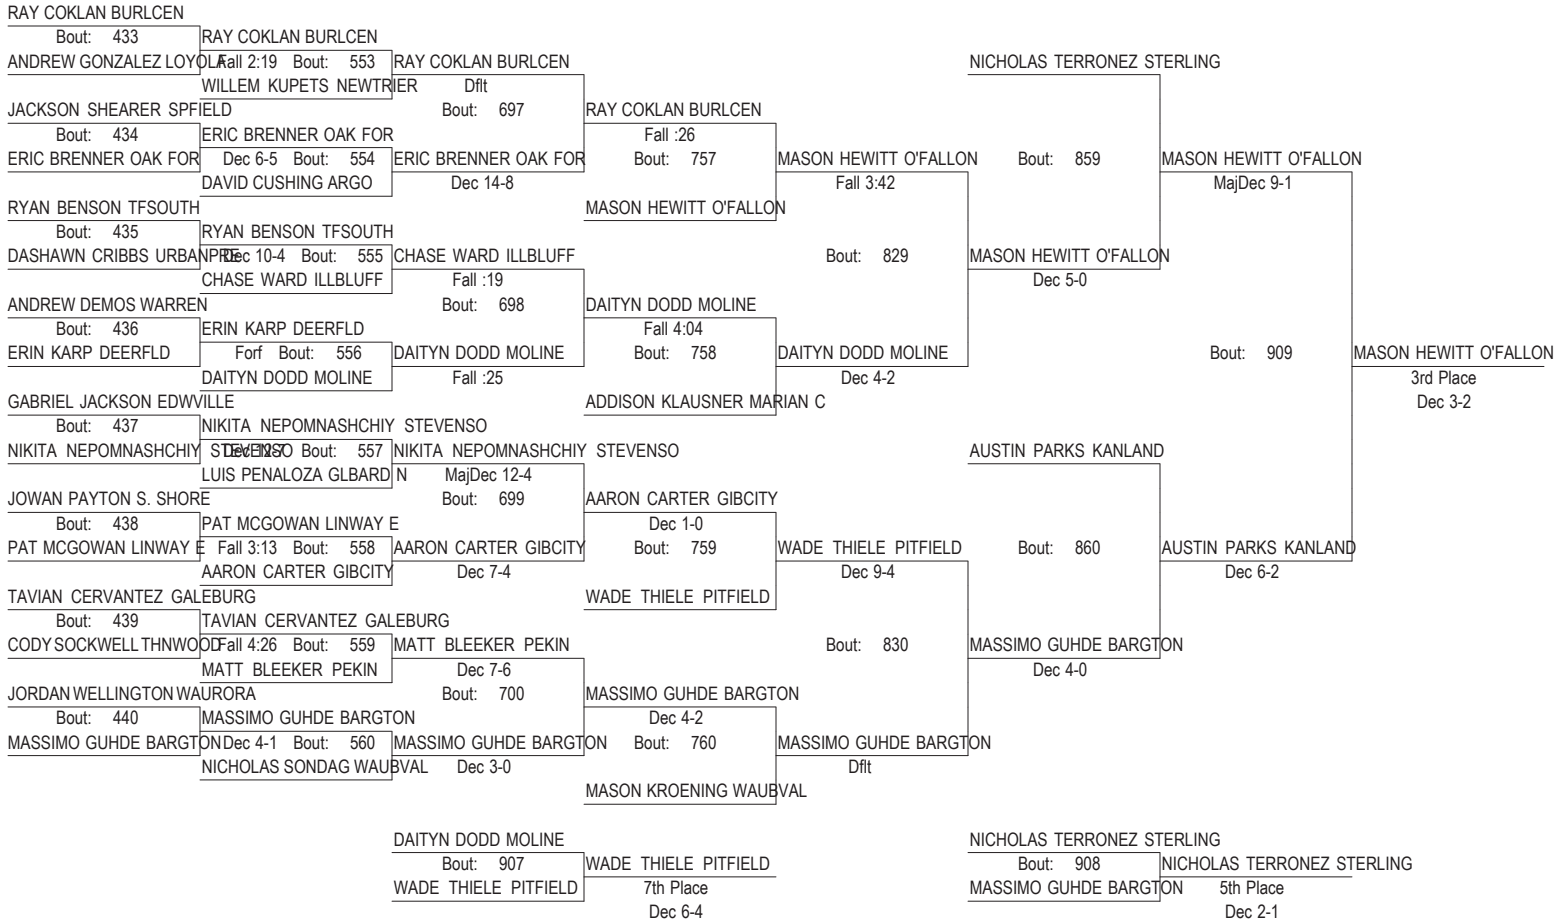 RAY COKLAN BURLCEN
Bout: 433 RAY COKLAN BURLCEN
ANDREW GONZALEZ LOYOLA Fall 2:19 Bout: 553 RAY COKLAN BURLCEN NICHOLAS TERRONEZ STERLING
WILLEM KUPETS NEWTRIER Dflt
JACKSON SHEARER SPFIELD Bout: 697 RAY COKLAN BURLCEN
Bout: 434 ERIC BRENNER OAK FOR Fall :26
ERIC BRENNER OAK FOR Dec 6-5 Bout: 554 ERIC BRENNER OAK FOR Bout: 757 MASON HEWITT O'FALLON Bout: 859 MASON HEWITT O'FALLON
DAVID CUSHING ARGO Dec 14-8 Fall 3:42 MajDec 9-1
RYAN BENSON TFSOUTH MASON HEWITT O'FALLON
Bout: 435 RYAN BENSON TFSOUTH
DASHAWN CRIBBS URBANPRE Dec 10-4 Bout: 555 CHASE WARD ILLBLUFF Bout: 829 MASON HEWITT O'FALLON
CHASE WARD ILLBLUFF Fall :19 Dec 5-0
ANDREW DEMOS WARREN Bout: 698 DAITYN DODD MOLINE
Bout: 436 ERIN KARP DEERFLD Fall 4:04
ERIN KARP DEERFLD Forf Bout: 556 DAITYN DODD MOLINE Bout: 758 DAITYN DODD MOLINE Bout: 909 MASON HEWITT O'FALLON
DAITYN DODD MOLINE Fall :25 Dec 4-2 3rd Place
GABRIEL JACKSON EDWVILLE ADDISON KLAUSNER MARIAN C Dec 3-2
Bout: 437 NIKITA NEPOMNASHCHIY STEVENSO
NIKITA NEPOMNASHCHIY STEVENSO Dec 12-7 Bout: 557 NIKITA NEPOMNASHCHIY STEVENSO AUSTIN PARKS KANLAND
LUIS PENALOZA GLBARD N MajDec 12-4
JOWAN PAYTON S. SHORE Bout: 699 AARON CARTER GIBCITY
Bout: 438 PAT MCGOWAN LINWAY E Dec 1-0
PAT MCGOWAN LINWAY E Fall 3:13 Bout: 558 AARON CARTER GIBCITY Bout: 759 WADE THIELE PITFIELD Bout: 860 AUSTIN PARKS KANLAND
AARON CARTER GIBCITY Dec 7-4 Dec 9-4 Dec 6-2
TAVIAN CERVANTEZ GALEBURG WADE THIELE PITFIELD
Bout: 439 TAVIAN CERVANTEZ GALEBURG
CODY SOCKWELL THNWOOD Fall 4:26 Bout: 559 MATT BLEEKER PEKIN Bout: 830 MASSIMO GUHDE BARGTON
MATT BLEEKER PEKIN Dec 7-6 Dec 4-0
JORDAN WELLINGTON WAURORA Bout: 700 MASSIMO GUHDE BARGTON
Bout: 440 MASSIMO GUHDE BARGTON Dec 4-2
MASSIMO GUHDE BARGTON Dec 4-1 Bout: 560 MASSIMO GUHDE BARGTON Bout: 760 MASSIMO GUHDE BARGTON
NICHOLAS SONDAG WAUBVAL Dec 3-0 Dflt
MASON KROENING WAUBVAL
DAITYN DODD MOLINE NICHOLAS TERRONEZ STERLING
Bout: 907 WADE THIELE PITFIELD Bout: 908 NICHOLAS TERRONEZ STERLING
WADE THIELE PITFIELD 7th Place MASSIMO GUHDE BARGTON 5th Place
Dec 6-4 Dec 2-1